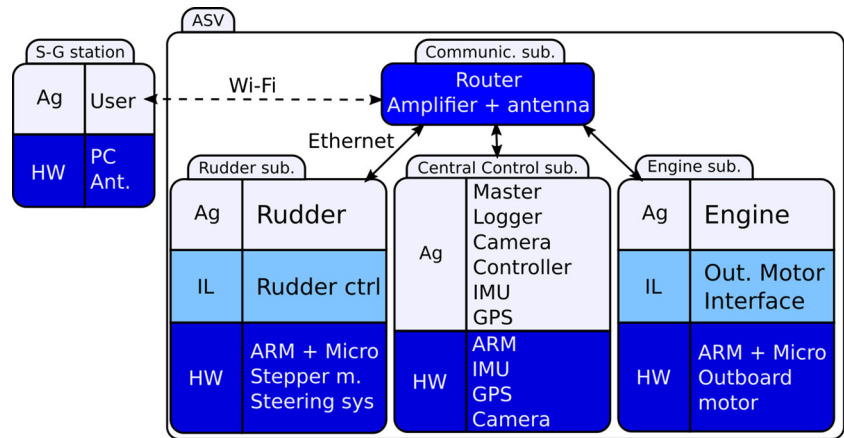 ASV
S-G station
Ag
User
HW
PC
Ant.
Wi-Fi
Communic. sub.
Router
Amplifier + antenna
Ethernet
Rudder sub.
Ag
Rudder
IL
Rudder ctrl
HW
ARM + Micro
Stepper m.
Steering sys
Central Control sub.
Ag
Master
Logger
Camera
Controller
IMU
GPS
HW
ARM
IMU
GPS
Camera
Engine sub.
Ag
Engine
IL
Out. Motor
Interface
HW
ARM + Micro
Outboard
motor